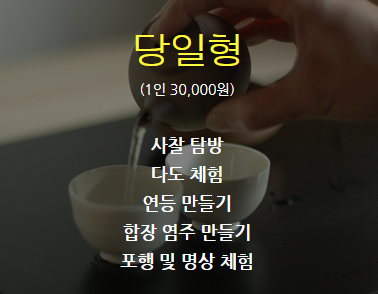 당일형
(1인 30,000원)
사찰 탐방
다도 체험
연등 만들기
합장 염주 만들기
포행 및 명상 체험